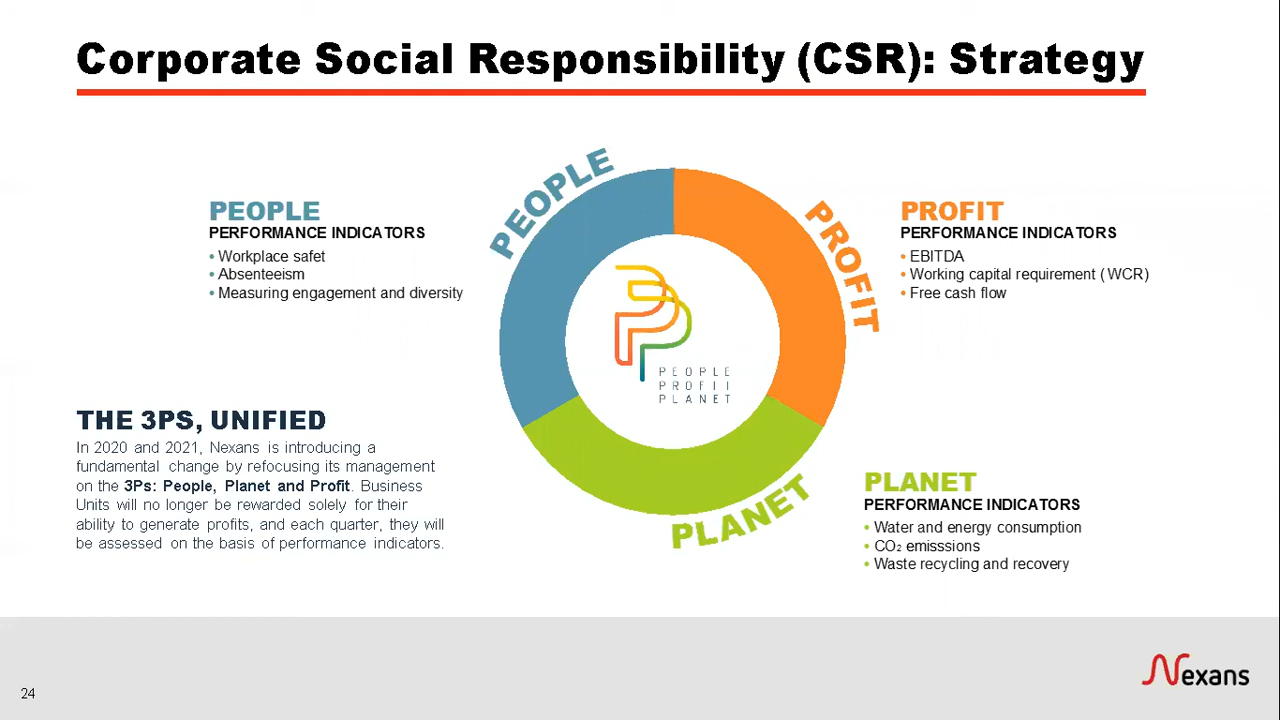 Corporate Social Responsibility (CSR): Strategy
PEOPLE
PERFORMANCE INDICATORS
• Workplace safet
• Absenteeism
• Measuring engagement and diversity
PEOPLE
PROFIT
PLANET
PEOPLE
PROFIT
PLANET
PROFIT
PERFORMANCE INDICATORS
• EBITDA
• Working capital requirement (WCR)
• Free cash flow
THE 3PS, UNIFIED
In 2020 and 2021, Nexans is introducing a
fundamental change by refocusing its management
on the 3Ps: People, Planet and Profit. Business
Units will no longer be rewarded solely for their
ability to generate profits, and each quarter, they will
be assessed on the basis of performance indicators.
PLANET
PERFORMANCE INDICATORS
• Water and energy consumption
• CO₂ emisssions
• Waste recycling and recovery
24
Nexans